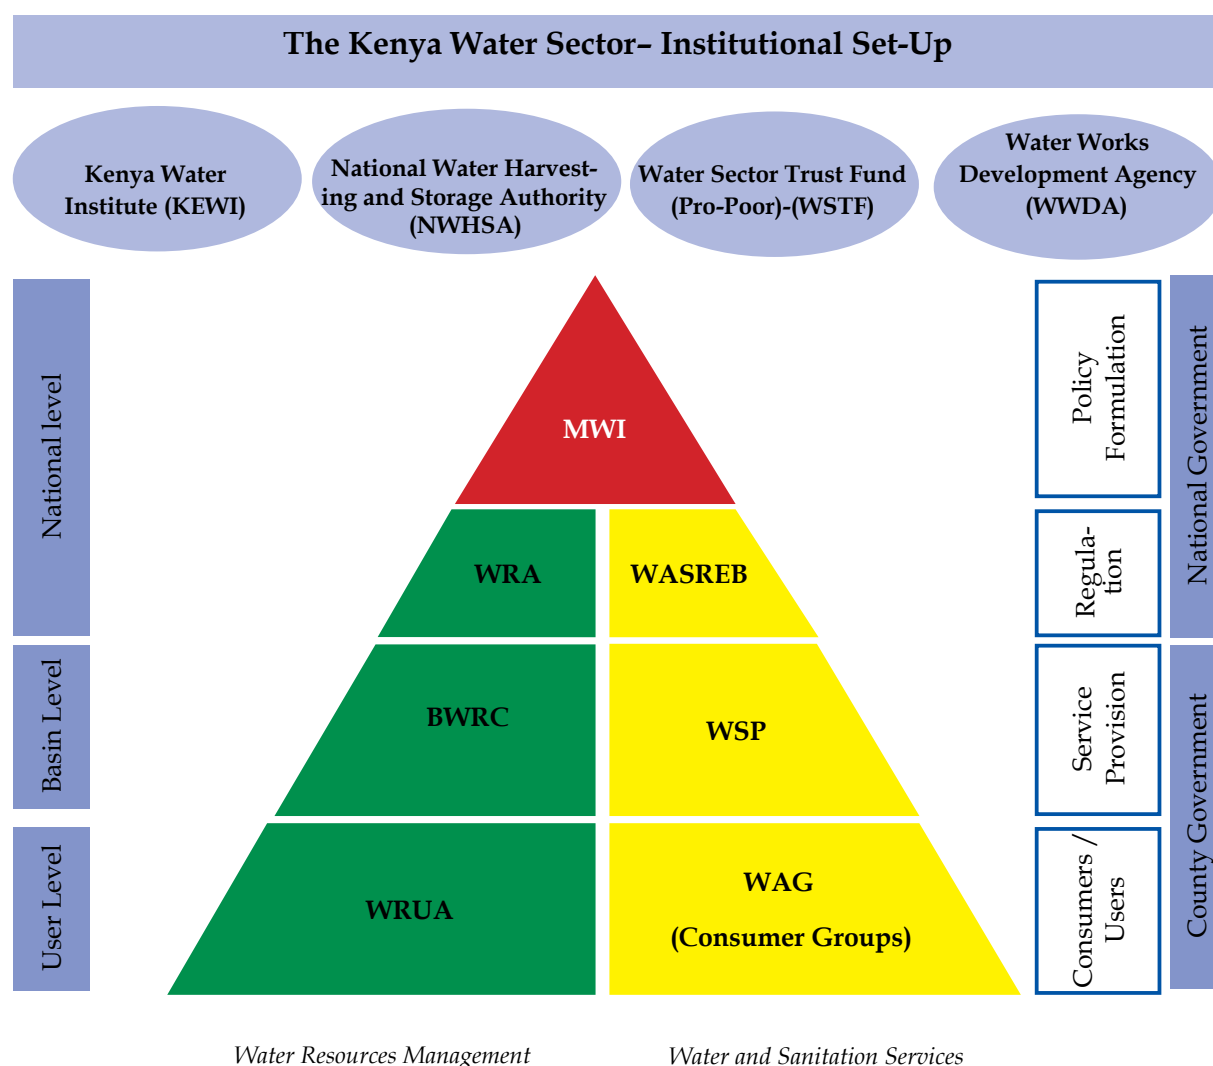 The Kenya Water Sector– Institutional Set-Up
Kenya Water
Institute (KEWI)
National Water Harvest-
ing and Storage Authority
(NWHSA)
Water Sector Trust Fund
(Pro-Poor)-(WSTF)
Water Works
Development Agency
(WWDA)
National level
Basin Level
User Level
MWI
WRA
WASREB
BWRC
WSP
WRUA
WAG
(Consumer Groups)
Policy
Formulation
Regula-
tion
Service
Provision
Consumers /
Users
National Government
County Government
Water Resources Management
Water and Sanitation Services